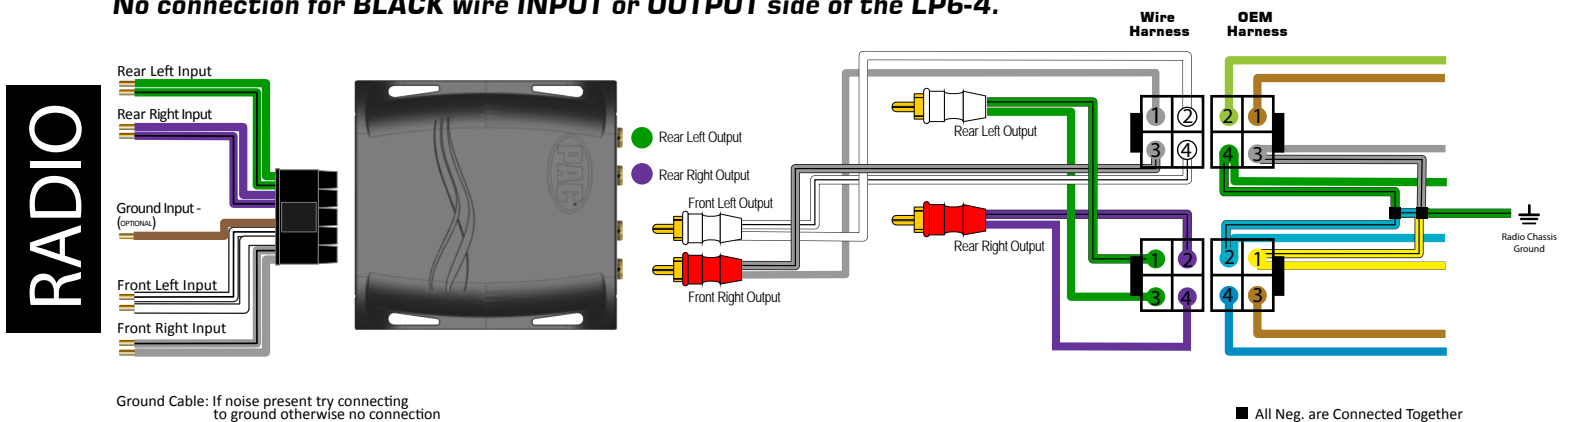 No connection for BLACK wire INPUT or OUTPUT side of the LP6-4.
Wire
Harness
OEM
Harness
RADIO
Rear Left Input
Rear Right Input
Ground Input -
(OPTIONAL)
Front Left Input
Front Right Input
PAC
Rear Left Output
Rear Right Output
Front Left Output
Front Right Output
Rear Left Output
Rear Right Output
1 2
3 4
2 1
4 3
1 2
3 4
2 1
4 3
Radio Chassis
Ground
Ground Cable: If noise present try connecting
to ground otherwise no connection
All Neg. are Connected Together